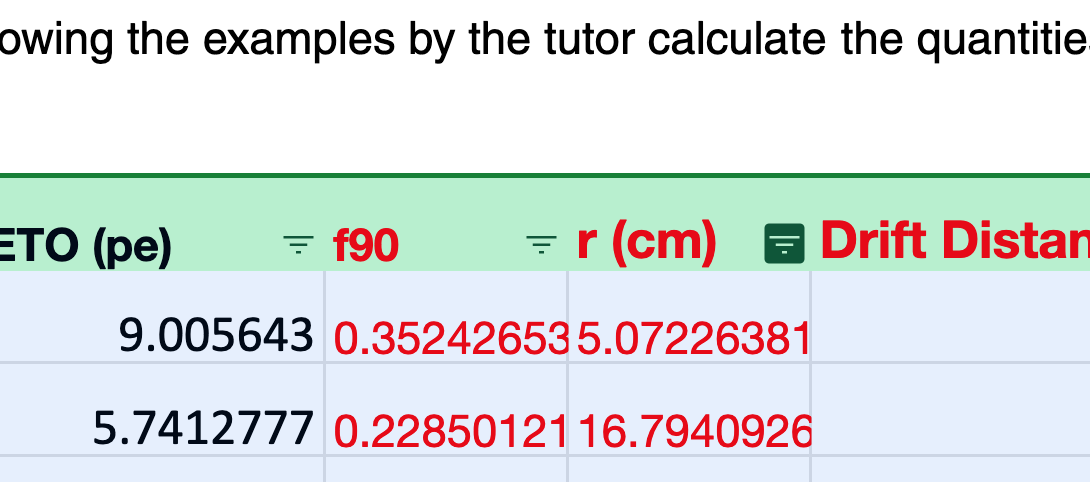 owing the examples by the tutor calculate the quantitie
ETO (pe) f90 r (cm) Drift Distan
9.005643 0.35242653 5.07226381
5.7412777 0.22850121 16.7940926